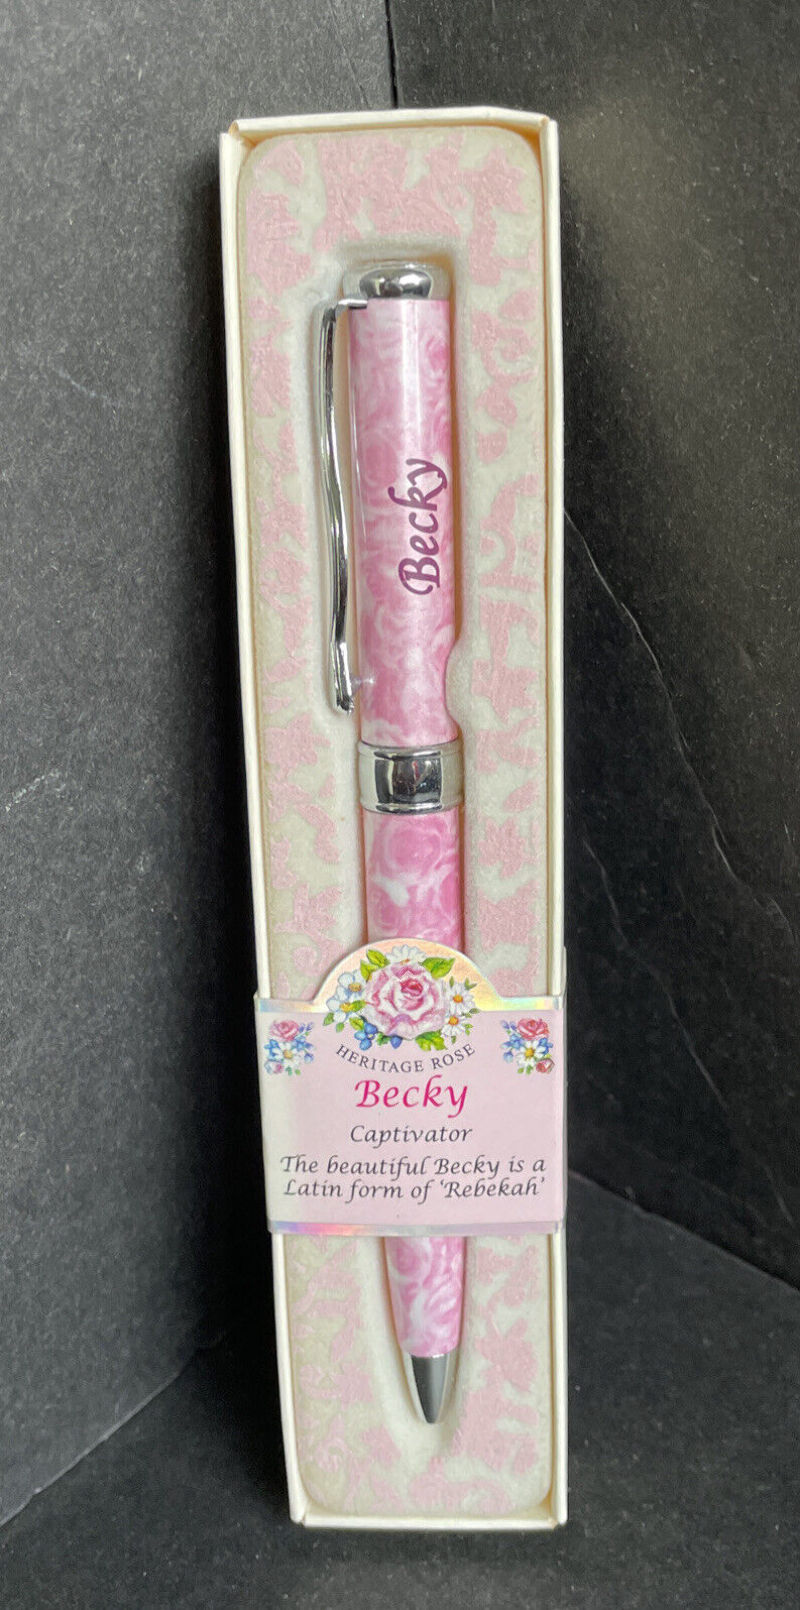 Becky
HERITAGE ROSE
Becky
Captivator
The beautiful Becky is a
Latin form of ‘Rebekah’